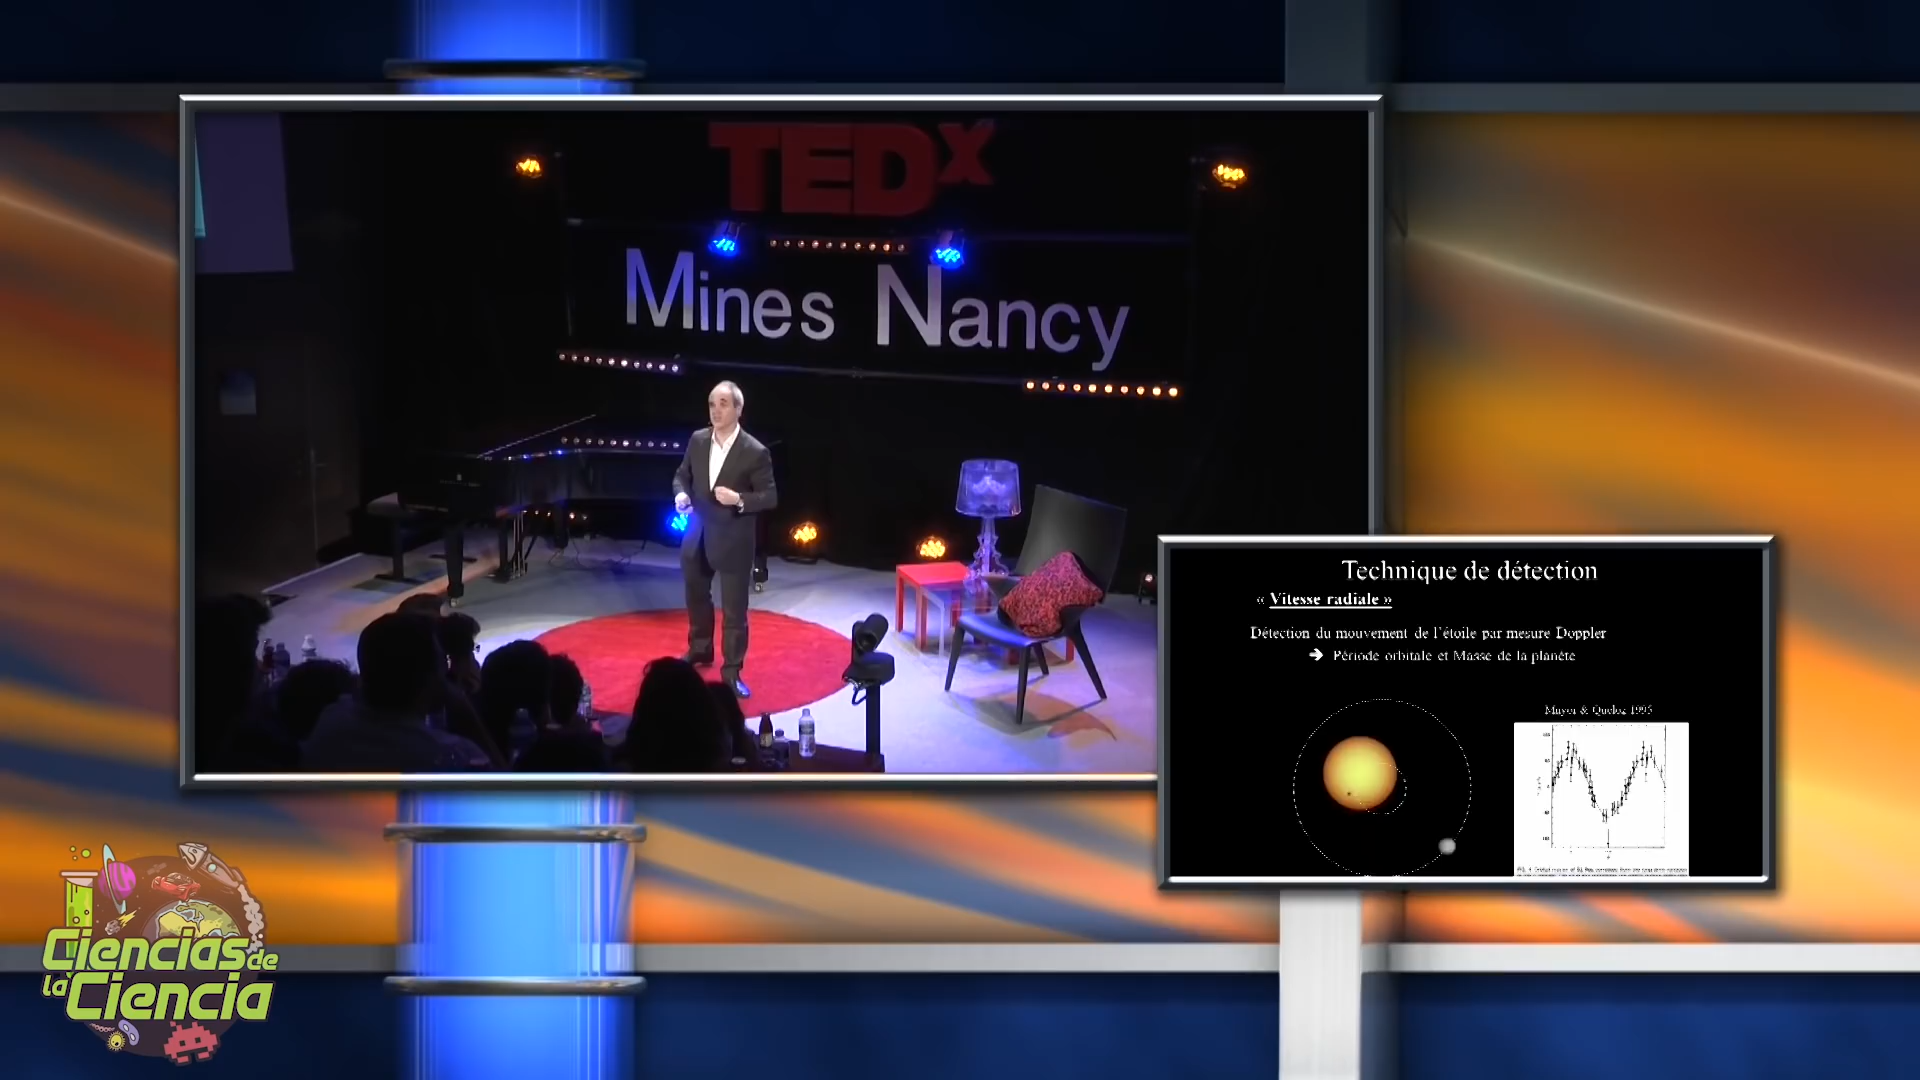 TEDx
Mines Nancy
Technique de détection
« Vitesse radiale »
Détection du mouvement de l'étoile par mesure Doppler
➔ Période orbitale et Masse de la planète
Mayor & Queloz 1995
Ciencias de
la Ciencia